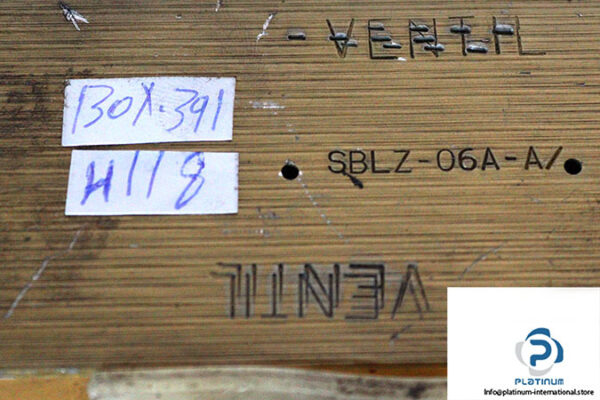 - VENTIL
BOX.391
H118
SBLZ-06A-A/
VENTIL
PLATINUM
Info@platinum-international.store